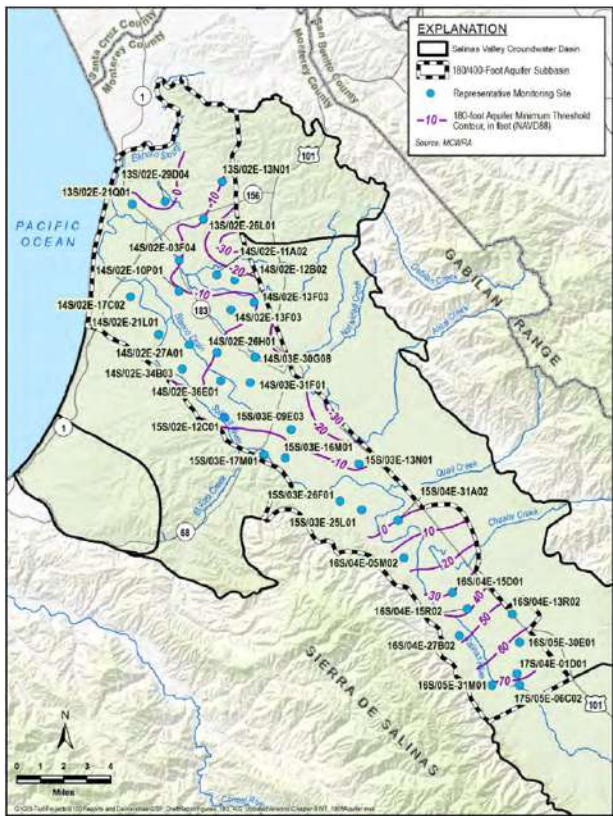 EXPLANATION
Salinas Valley Groundwater Basin
180/400-Foot Aquifer Subbasin
Representative Monitoring Site
-10
180-foot Aquifer Minimum Threshold
Contour, in feet (NAVD88)
Source: MCWRA
Santa Cruz County
Monterey County
San Benito County
Monterey County
1
101
156
183
68
PACIFIC
OCEAN
GABILAN RANGE
SIERRA DE SALINAS
13S/02E-29D04
13S/02E-13N01
13S/02E-21Q01
13S/02E-26L01
14S/02E-03F04
14S/02E-11A02
14S/02E-10P01
14S/02E-12B02
14S/02E-17C02
14S/02E-13F03
14S/02E-13F03
14S/02E-21L01
14S/02E-26H01
14S/02E-27A01
14S/03E-30G08
14S/02E-34B03
14S/02E-36E01
14S/03E-31F01
15S/03E-09E03
15S/02E-12C01
15S/03E-16M01
15S/03E-17M01
15S/03E-13N01
15S/03E-26F01
15S/04E-31A02
15S/03E-25L01
16S/04E-05M02
16S/04E-15D01
16S/04E-15R02
16S/04E-13R02
16S/04E-27B02
16S/05E-30E01
17S/04E-01D01
16S/05E-31M01
17S/05E-06C02
0
-10
-30
-20
-10
-30
-20
-10
0
10
20
30
40
50
60
70
1
101
Quail Creek
Chualar Creek
El Toro Creek
N
0 1 2 4 6
Miles